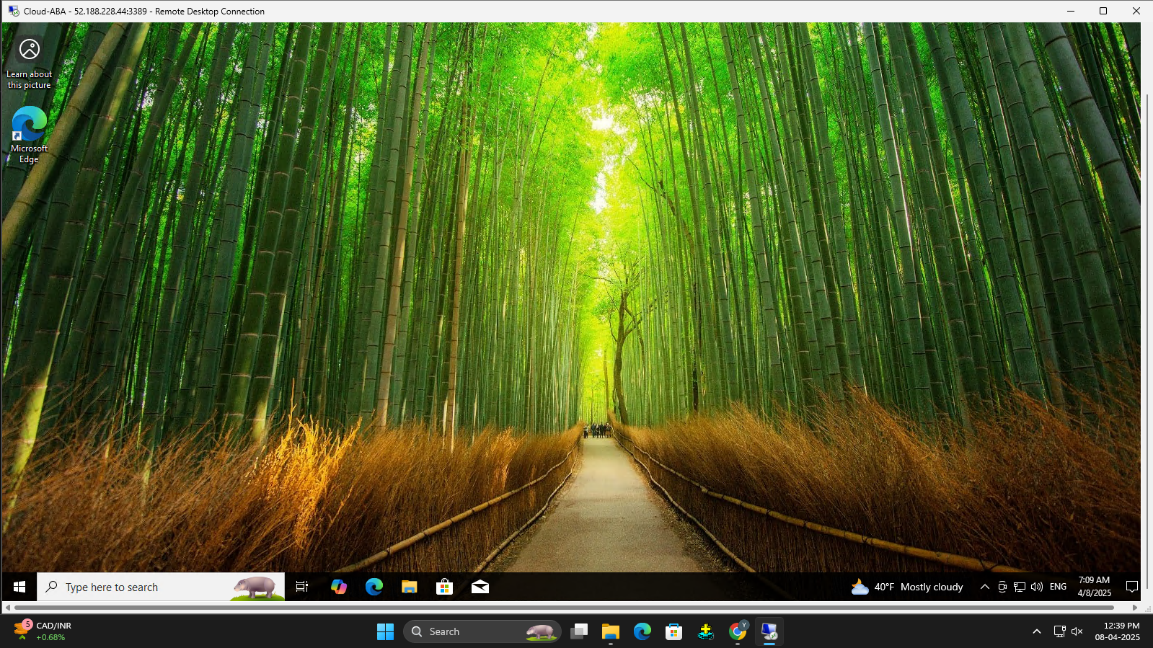 Cloud-ABA - 52.188.228.44:3389 - Remote Desktop Connection
Learn about
this picture
Microsoft
Edge
Type here to search
40°F Mostly cloudy
ENG
7:09 AM
4/8/2025
5
CAD/INR
+0.68%
Search
Y
12:39 PM
08-04-2025